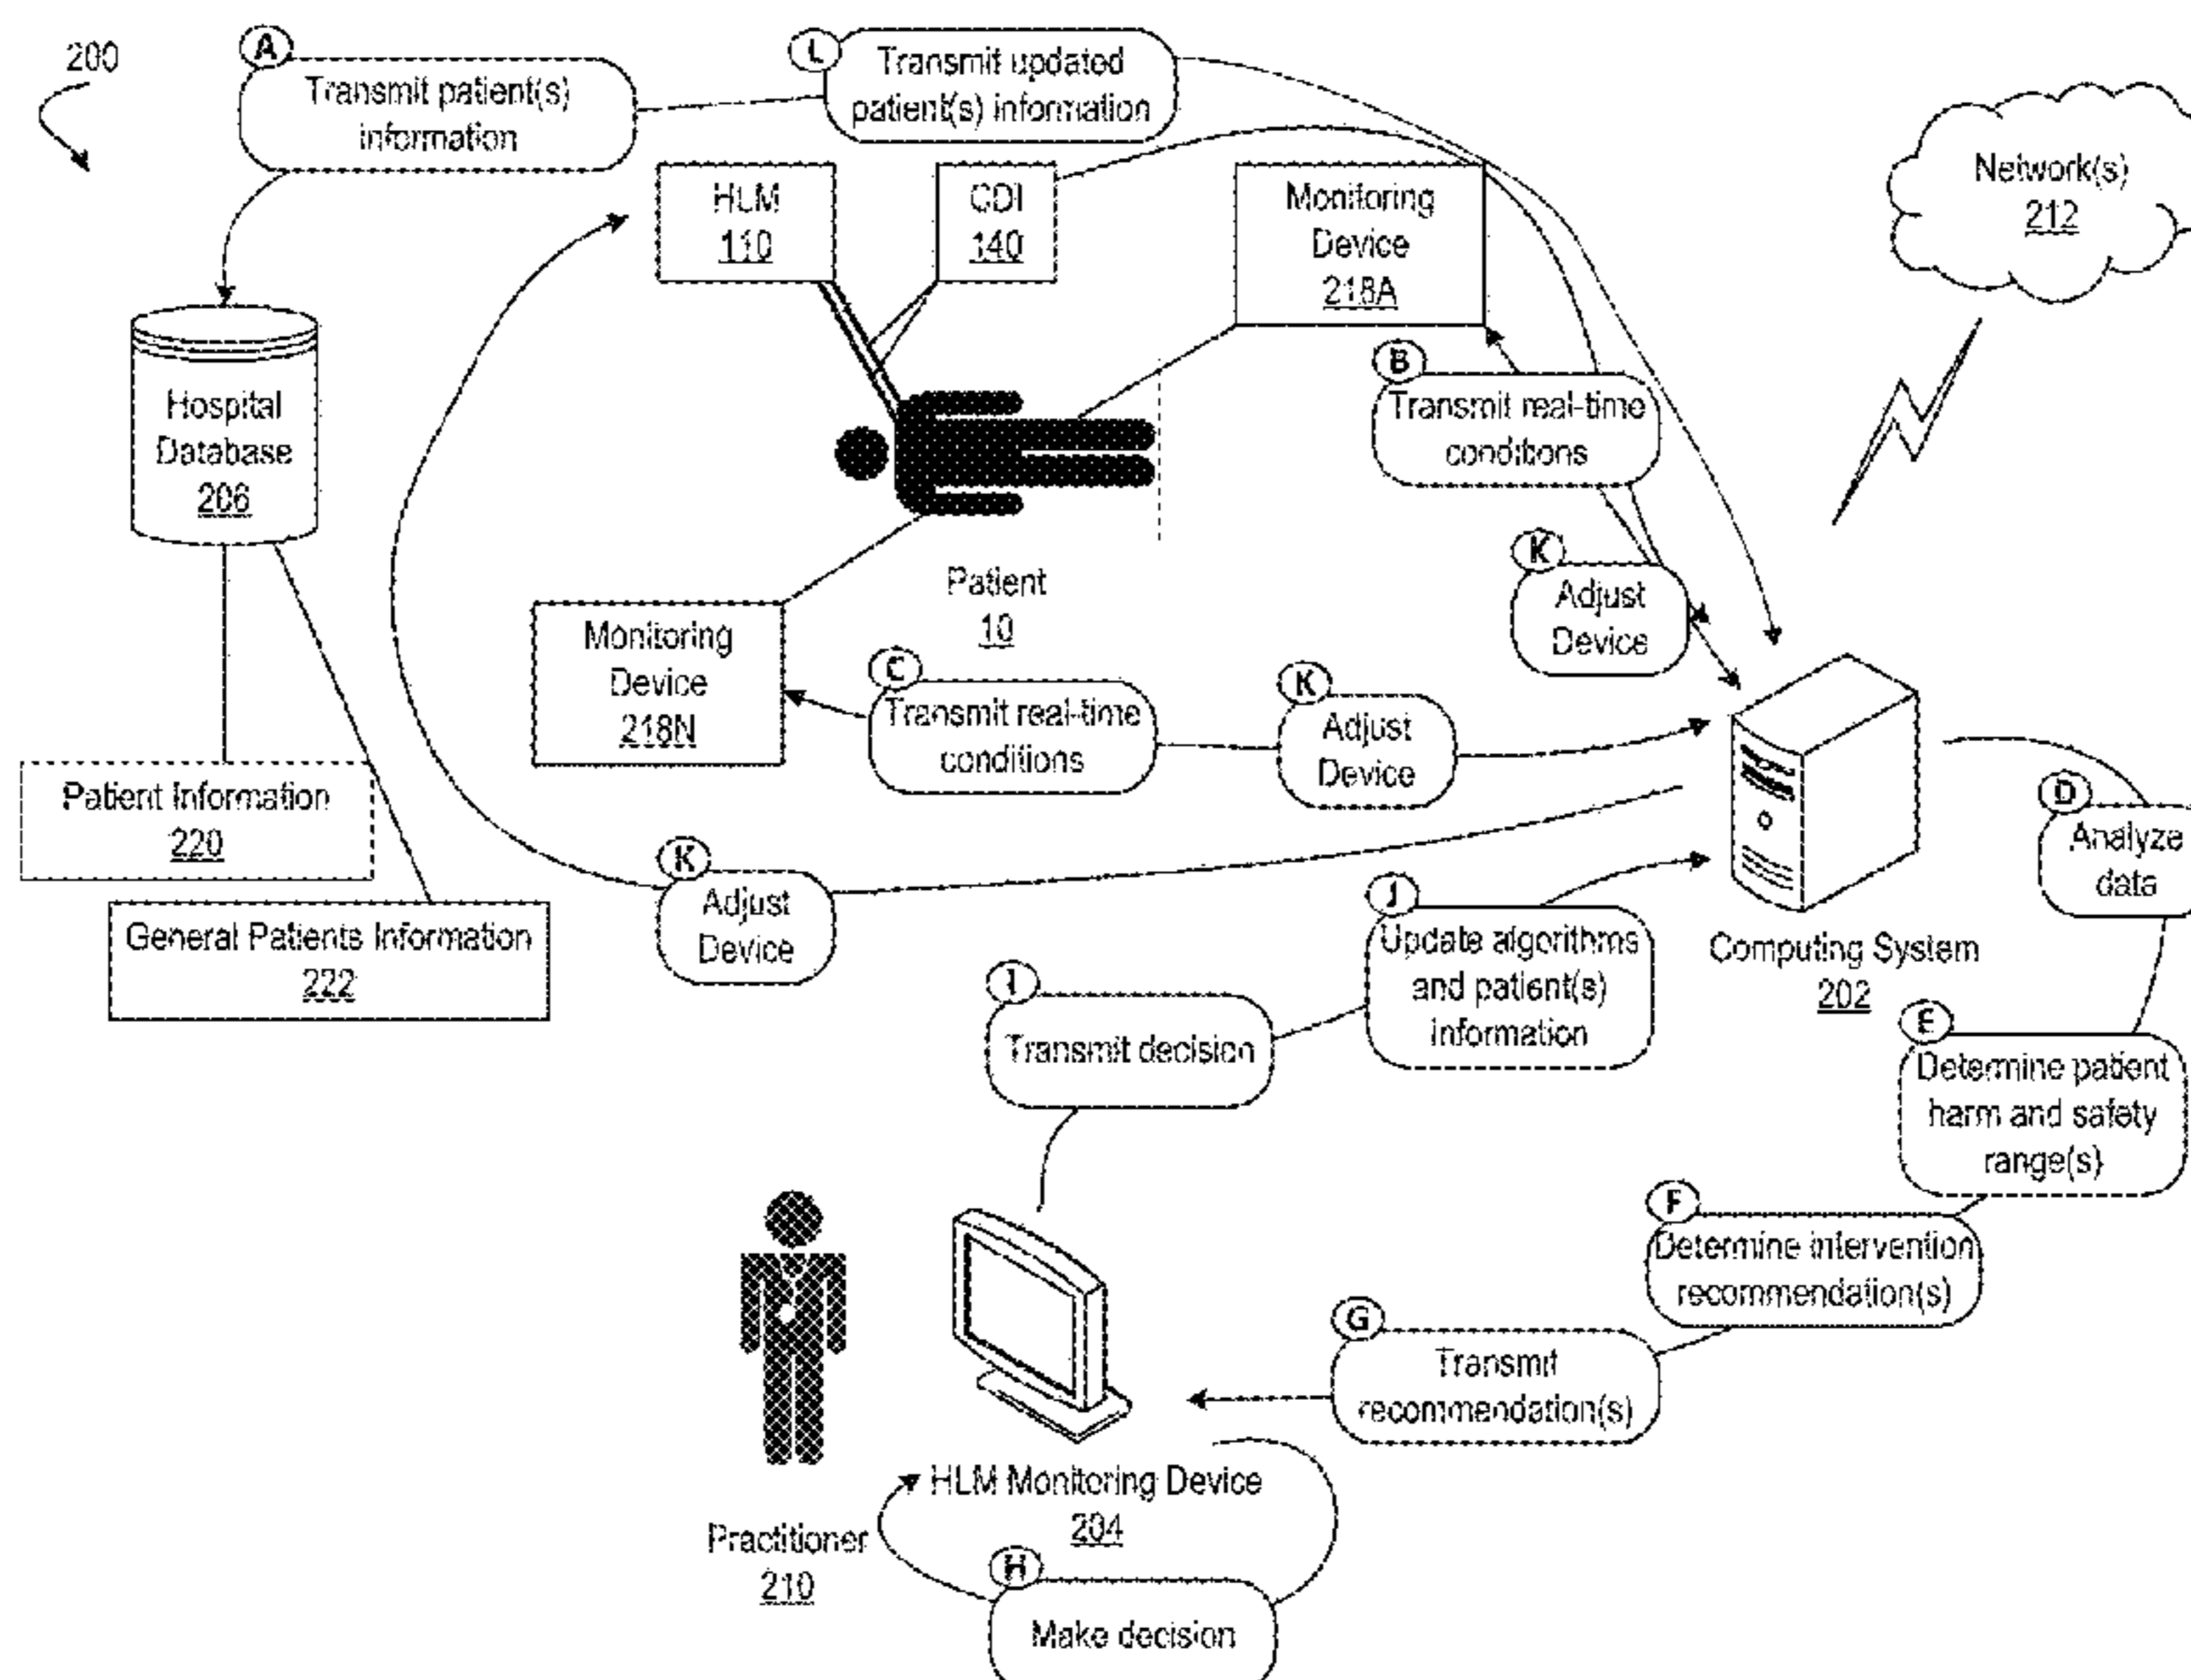 200
A
Transmit patient(s)
information
L
Transmit updated
patient(s) information
HLM
110
CDI
140
Monitoring
Device
218A
Network(s)
212
Hospital
Database
206
B
Transmit real-time
conditions
K
Adjust
Device
Patient
10
Monitoring
Device
218N
C
Transmit real-time
conditions
K
Adjust
Device
Patient Information
220
General Patients Information
222
K
Adjust
Device
D
Analyze
data
J
Update algorithms
and patient(s)
information
Computing System
202
I
Transmit decision
E
Determine patient
harm and safety
range(s)
F
Determine intervention
recommendation(s)
G
Transmit
recommendation(s)
HLM Monitoring Device
204
Practitioner
210
H
Make decision